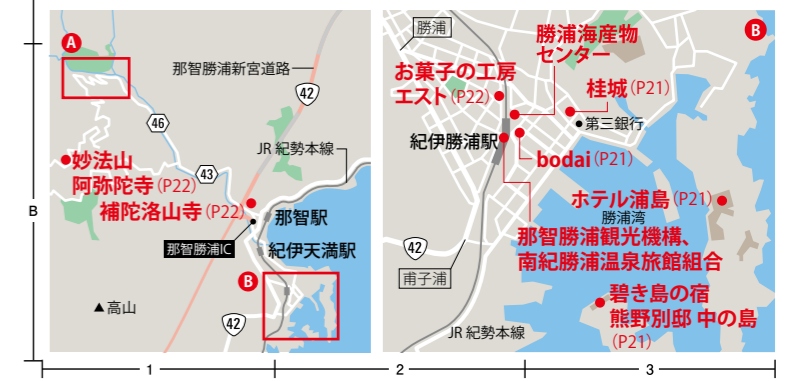 A
那智勝浦新宮道路
42
46
JR 紀勢本線
43
妙法山
阿弥陀寺(P22)
補陀洛山寺(P22)
那智駅
那智勝浦IC
紀伊天満駅
B
▲高山
42
勝浦
勝浦海産物
センター
B
お菓子の工房
エスト(P22)
桂城(P21)
第三銀行
紀伊勝浦駅
bodai(P21)
ホテル浦島(P21)
勝浦湾
那智勝浦観光機構、
南紀勝浦温泉旅館組合
42
甫子浦
碧き島の宿
熊野別邸 中の島
(P21)
JR 紀勢本線
B
1
2
3